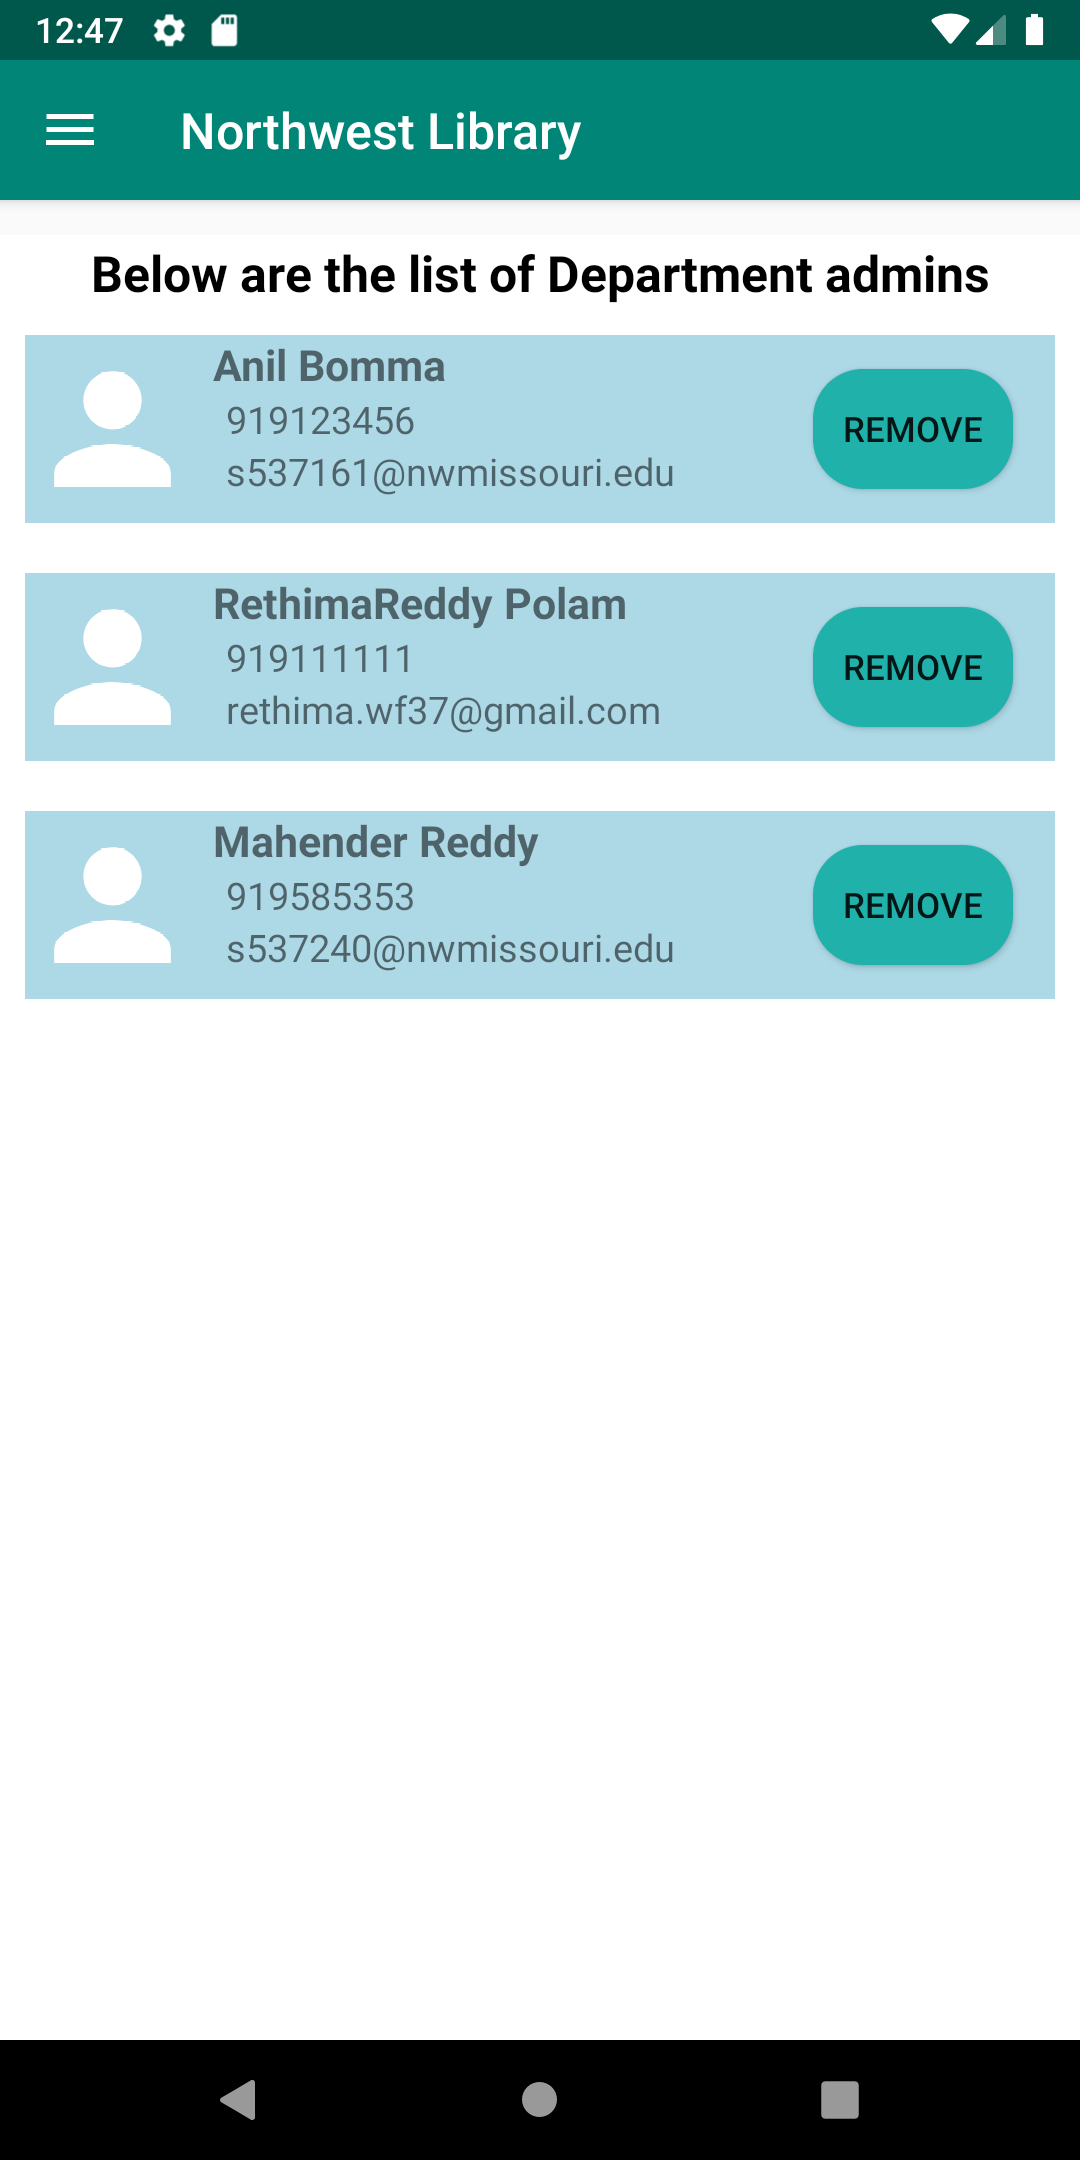 12:47
Northwest Library
Below are the list of Department admins
Anil Bomma
919123456
s537161@nwmissouri.edu
REMOVE
RethimaReddy Polam
919111111
rethima.wf37@gmail.com
REMOVE
Mahender Reddy
919585353
s537240@nwmissouri.edu
REMOVE